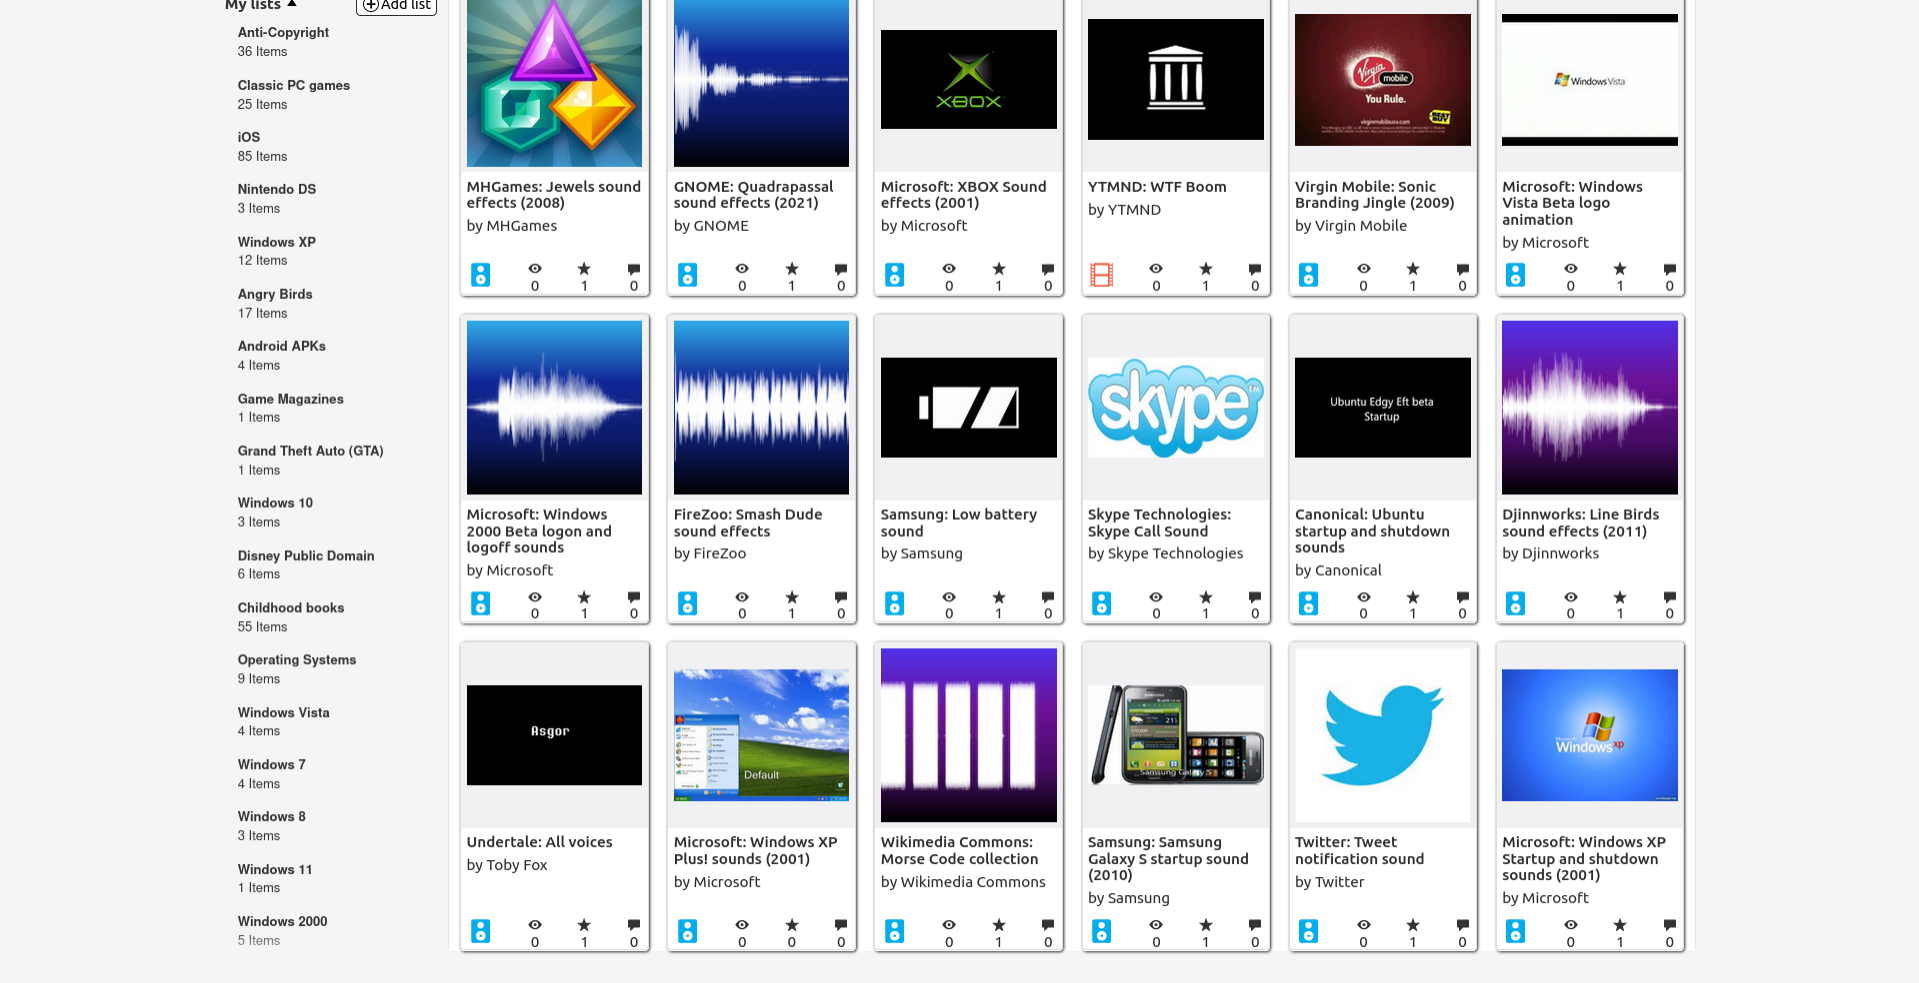 My lists
Add list
Anti-Copyright
36 Items
Classic PC games
25 Items
iOS
85 Items
Nintendo DS
3 Items
Windows XP
12 Items
Angry Birds
17 Items
Android APKs
4 Items
Game Magazines
1 Items
Grand Theft Auto (GTA)
1 Items
Windows 10
3 Items
Disney Public Domain
6 Items
Childhood books
55 Items
Operating Systems
9 Items
Windows Vista
4 Items
Windows 7
4 Items
Windows 8
3 Items
Windows 11
1 Items
Windows 2000
5 Items
MHGames: Jewels sound
effects (2008)
by MHGames
0 1 0
GNOME: Quadrapassal
sound effects (2021)
by GNOME
0 1 0
XBOX
Microsoft: XBOX Sound
effects (2001)
by Microsoft
0 1 0
YTMND: WTF Boom
by YTMND
0 1 0
Virgin
mobile
You Rule.
virginmobileusa.com
BEST
BUY
Virgin Mobile: Sonic
Branding Jingle (2009)
by Virgin Mobile
0 1 0
Windows Vista
Microsoft: Windows
Vista Beta logo
animation
by Microsoft
0 1 0
Microsoft: Windows
2000 Beta logon and
logoff sounds
by Microsoft
0 1 0
FireZoo: Smash Dude
sound effects
by FireZoo
0 1 0
Samsung: Low battery
sound
by Samsung
0 1 0
skype™
Skype Technologies:
Skype Call Sound
by Skype Technologies
0 1 0
Ubuntu Edgy Eft beta
Startup
Canonical: Ubuntu
startup and shutdown
sounds
by Canonical
0 1 0
Djinnworks: Line Birds
sound effects (2011)
by Djinnworks
0 1 0
Asgor
Undertale: All voices
by Toby Fox
0 1 0
Default
Microsoft: Windows XP
Plus! sounds (2001)
by Microsoft
0 0 0
Wikimedia Commons:
Morse Code collection
by Wikimedia Commons
0 1 0
Samsung Galaxy S
Samsung: Samsung
Galaxy S startup sound
(2010)
by Samsung
0 1 0
Twitter: Tweet
notification sound
by Twitter
0 1 0
Microsoft
Windows xp
Microsoft: Windows XP
Startup and shutdown
sounds (2001)
by Microsoft
0 1 0